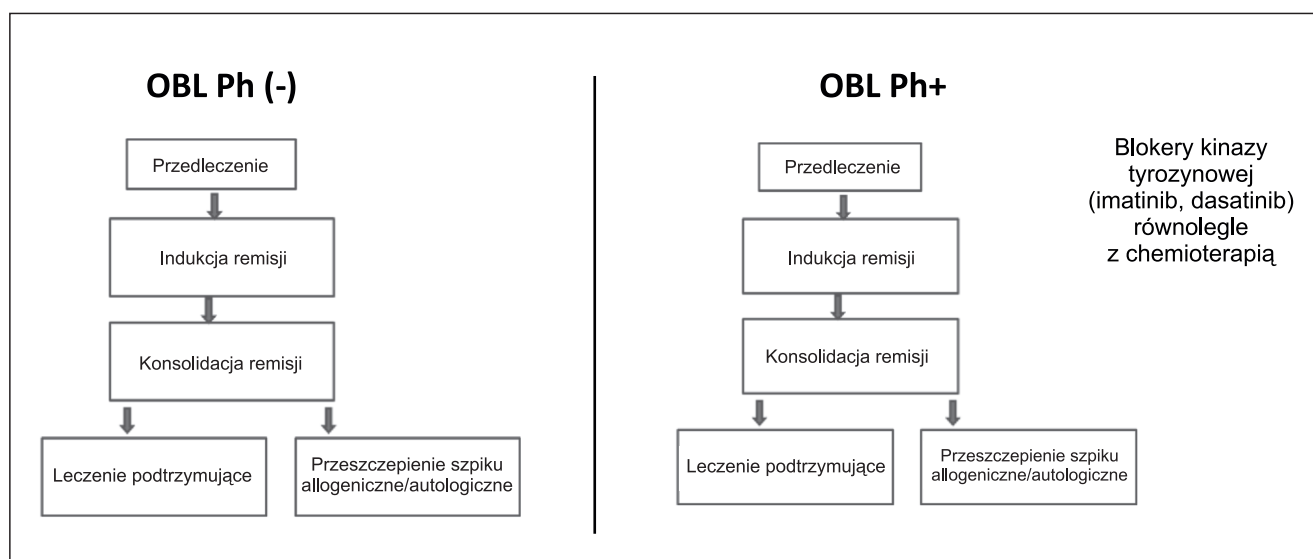 OBL Ph (-)
Przedleczenie
Indukcja remisji
Konsolidacja remisji
Leczenie podtrzymujące
Przeszczepienie szpiku
allogeniczne/autologiczne
OBL Ph+
Przedleczenie
Indukcja remisji
Konsolidacja remisji
Leczenie podtrzymujące
Przeszczepienie szpiku
allogeniczne/autologiczne
Blokery kinazy
tyrozynowej
(imatinib, dasatinib)
równolegle
z chemioterapią